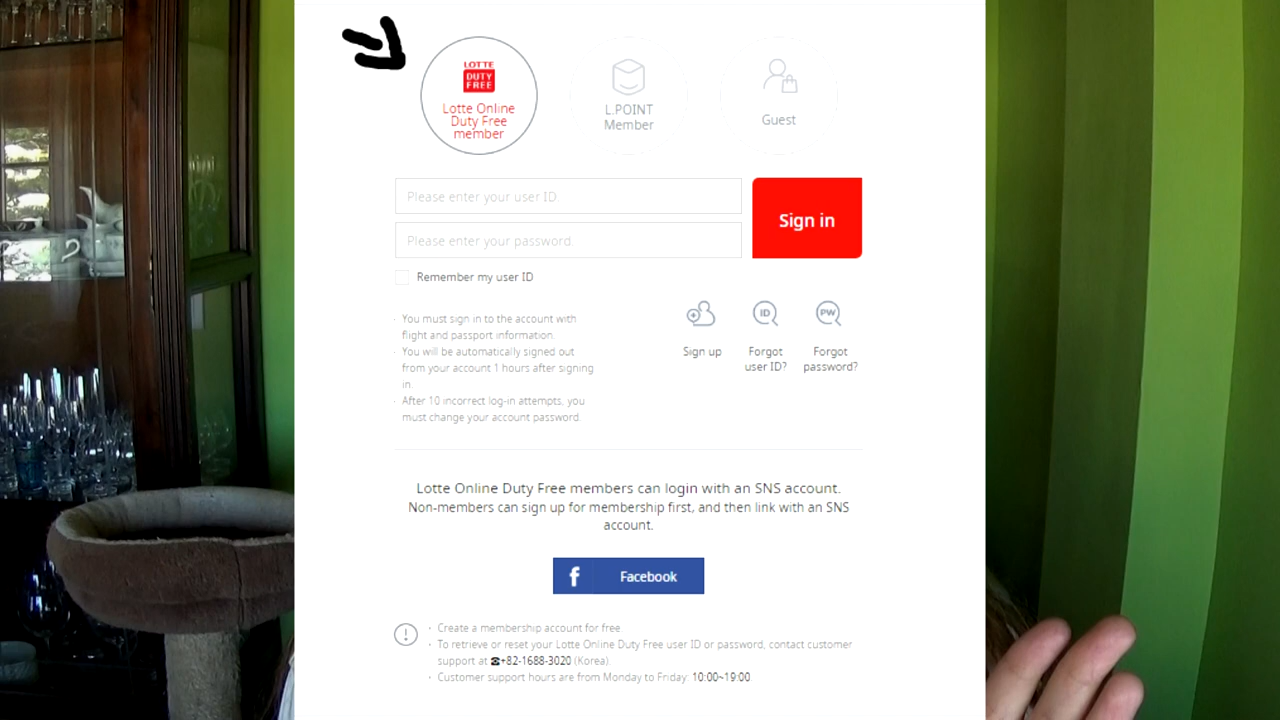 LOTTE
DUTY
FREE
Lotte Online
Duty Free
member
L.POINT
Member
Guest
Please enter your user ID
Please enter your password.
Sign in
Remember my user ID
· You must sign in to the account with
flight and passport information.
· You will be automatically signed out
from your account 1 hours after signing
in.
· After 10 incorrect log-in attempts, you
must change your account password.
Sign up
ID
Forgot
user ID?
PW
Forgot
password?
Lotte Online Duty Free members can login with an SNS account.
Non-members can sign up for membership first, and then link with an SNS
account.
f Facebook
· Create a membership account for free
· To retrieve or reset your Lotte Online Duty Free user ID or password, contact customer
support at ☎+82-1688-3020 (Korea).
· Customer support hours are from Monday to Friday: 10:00~19:00